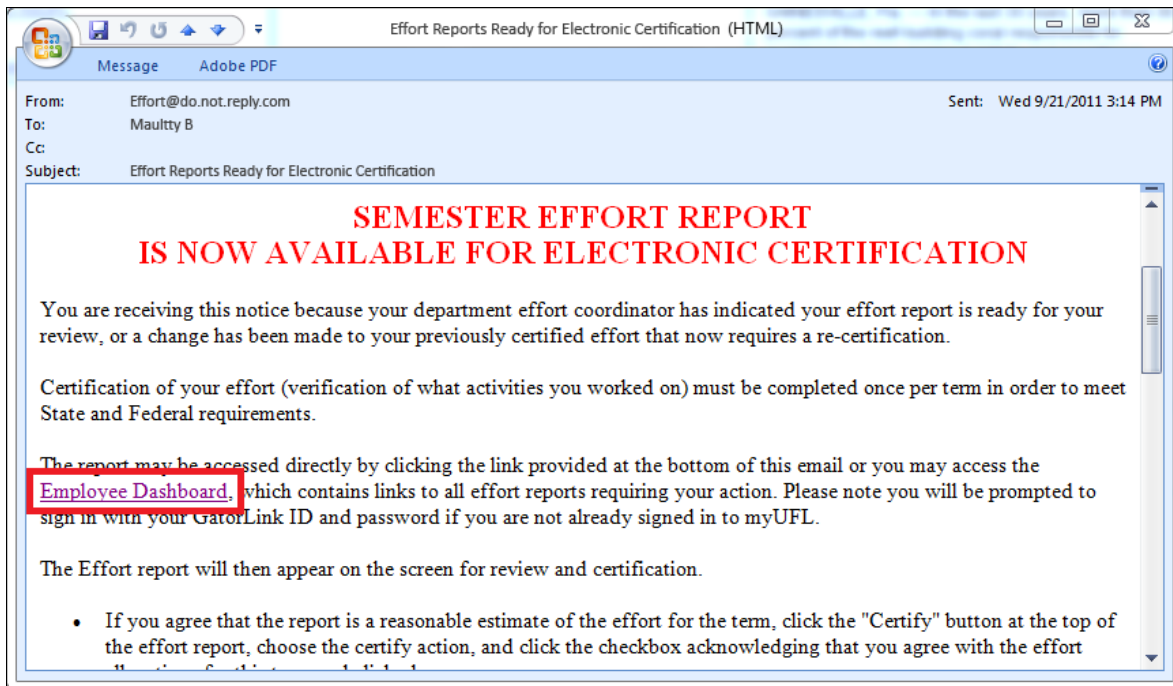 Effort Reports Ready for Electronic Certification (HTML)
Message Adobe PDF
From: Effort@do.not.reply.com Sent: Wed 9/21/2011 3:14 PM
To: Maultty B
Cc:
Subject: Effort Reports Ready for Electronic Certification
SEMESTER EFFORT REPORT
IS NOW AVAILABLE FOR ELECTRONIC CERTIFICATION
You are receiving this notice because your department effort coordinator has indicated your effort report is ready for your
review, or a change has been made to your previously certified effort that now requires a re-certification.
Certification of your effort (verification of what activities you worked on) must be completed once per term in order to meet
State and Federal requirements.
The report may be accessed directly by clicking the link provided at the bottom of this email or you may access the
Employee Dashboard, which contains links to all effort reports requiring your action. Please note you will be prompted to
sign in with your GatorLink ID and password if you are not already signed in to myUFL.
The Effort report will then appear on the screen for review and certification.
• If you agree that the report is a reasonable estimate of the effort for the term, click the "Certify" button at the top of
the effort report, choose the certify action, and click the checkbox acknowledging that you agree with the effort